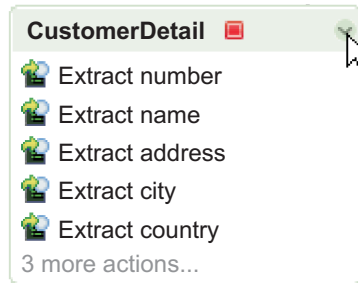 CustomerDetail
Extract number
Extract name
Extract address
Extract city
Extract country
3 more actions...